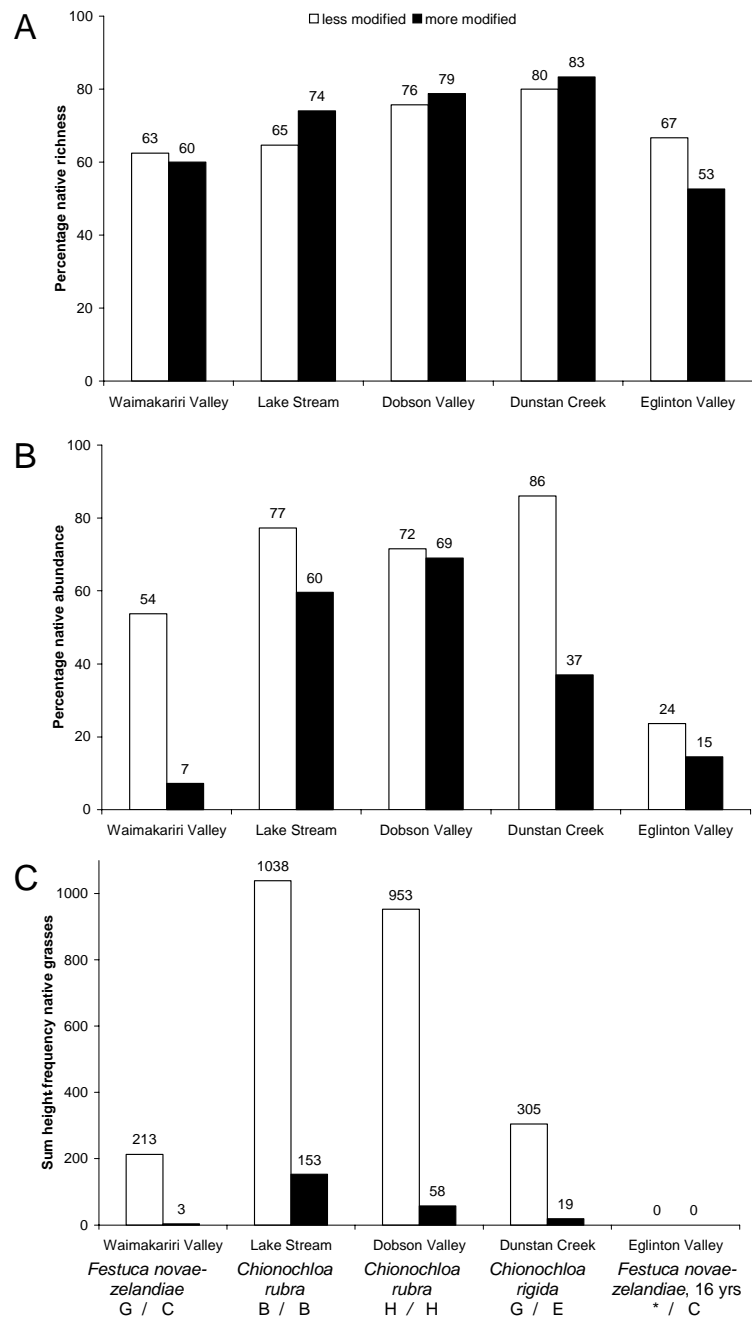 A
less modified more modified
Percentage native richness
100
80
60
40
20
0
63 60 65 74 76 79 80 83 67 53
Waimakariri Valley Lake Stream Dobson Valley Dunstan Creek Eglinton Valley
B
Percentage native abundance
100
80
60
40
20
0
54 7 77 60 72 69 86 37 24 15
Waimakariri Valley Lake Stream Dobson Valley Dunstan Creek Eglinton Valley
C
Sum height-frequency native grasses
1000
800
600
400
200
0
213 3 1038 153 953 58 305 19 0 0
Waimakariri Valley Lake Stream Dobson Valley Dunstan Creek Eglinton Valley
Festuca novae- Chionochloa Chionochloa Chionochloa Festuca novae-
zelandiae rubra rubra rigida zelandiae, 16 yrs
G / C B / B H / H G / E * / C